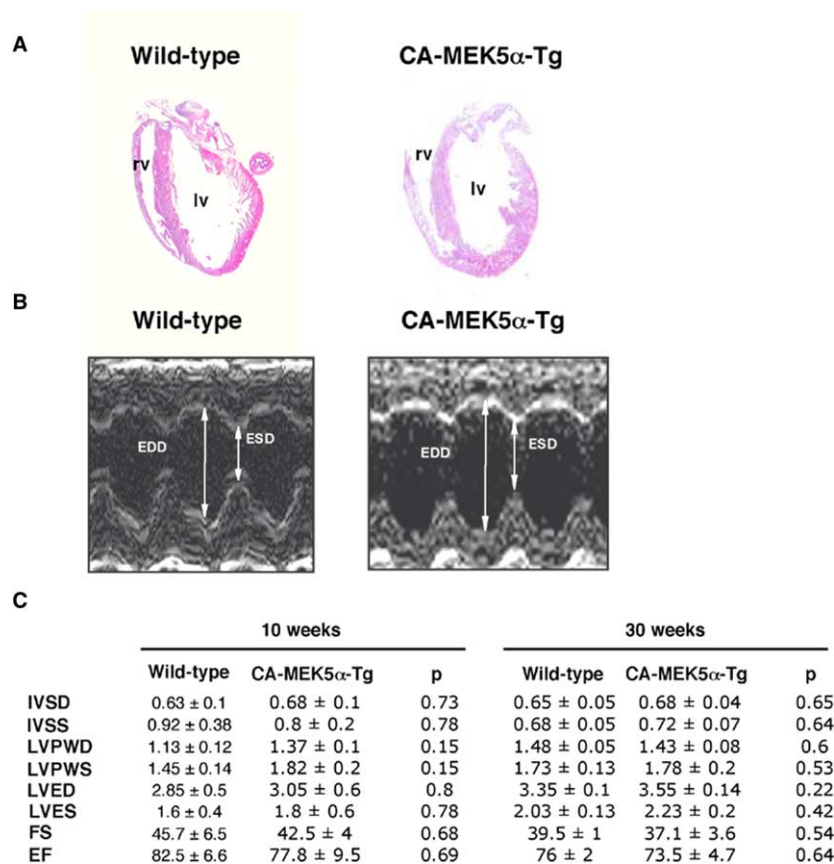 A
Wild-type CA-MEK5α-Tg
rv lv rv lv
B
Wild-type CA-MEK5α-Tg
EDD ESD EDD ESD
C
10 weeks 30 weeks
Wild-type CA-MEK5α-Tg p Wild-type CA-MEK5α-Tg p
IVSD 0.63 ± 0.1 0.68 ± 0.1 0.73 0.65 ± 0.05 0.68 ± 0.04 0.65
IVSS 0.92 ± 0.38 0.8 ± 0.2 0.78 0.68 ± 0.05 0.72 ± 0.07 0.64
LVPWD 1.13 ± 0.12 1.37 ± 0.1 0.15 1.48 ± 0.05 1.43 ± 0.08 0.6
LVPWS 1.45 ± 0.14 1.82 ± 0.2 0.15 1.73 ± 0.13 1.78 ± 0.2 0.53
LVED 2.85 ± 0.5 3.05 ± 0.6 0.8 3.35 ± 0.1 3.55 ± 0.14 0.22
LVES 1.6 ± 0.4 1.8 ± 0.6 0.78 2.03 ± 0.13 2.23 ± 0.2 0.42
FS 45.7 ± 6.5 42.5 ± 4 0.68 39.5 ± 1 37.1 ± 3.6 0.54
EF 82.5 ± 6.6 77.8 ± 9.5 0.69 76 ± 2 73.5 ± 4.7 0.64